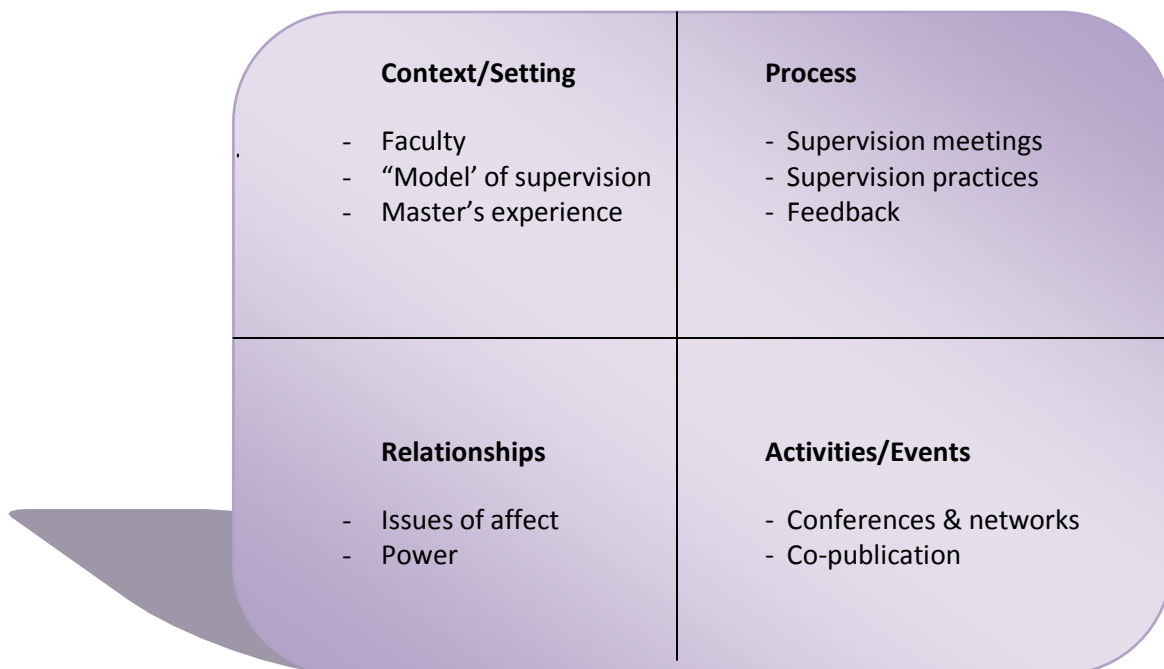 Context/Setting
- Faculty
- “Model’ of supervision
- Master’s experience
Process
- Supervision meetings
- Supervision practices
- Feedback
Relationships
- Issues of affect
- Power
Activities/Events
- Conferences & networks
- Co-publication